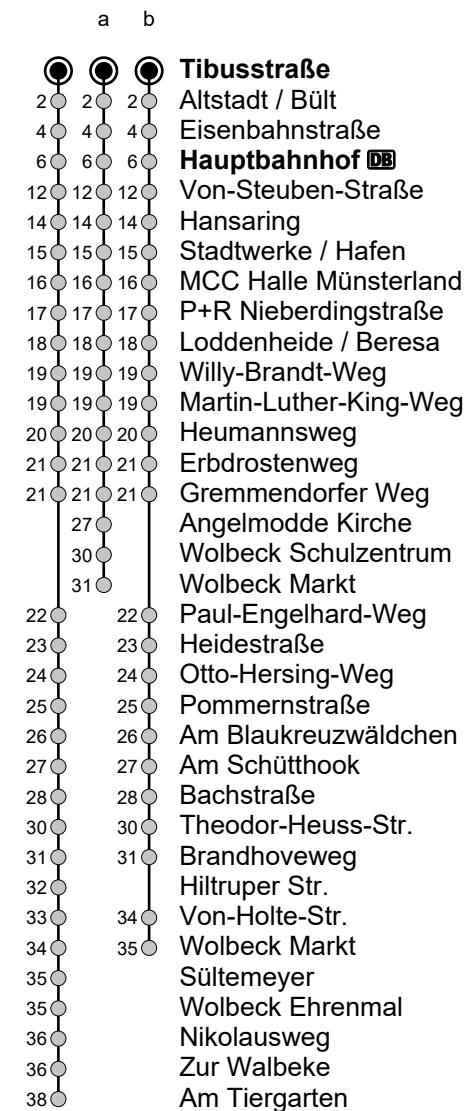 a b
Tibusstraße
2 2 2 Altstadt / Bült
4 4 4 Eisenbahnstraße
6 6 6 Hauptbahnhof DB
12 12 12 Von-Steuben-Straße
14 14 14 Hansaring
15 15 15 Stadtwerke / Hafen
16 16 16 MCC Halle Münsterland
17 17 17 P+R Nieberdingstraße
18 18 18 Loddenheide / Beresa
19 19 19 Willy-Brandt-Weg
19 19 19 Martin-Luther-King-Weg
20 20 20 Heumannsweg
21 21 21 Erbdrostenweg
21 21 21 Gremmendorfer Weg
27 Angelmodde Kirche
30 Wolbeck Schulzentrum
31 Wolbeck Markt
22 22 Paul-Engelhard-Weg
23 23 Heidestraße
24 24 Otto-Hersing-Weg
25 25 Pommernstraße
26 26 Am Blaukreuzwäldchen
27 27 Am Schütthook
28 28 Bachstraße
30 30 Theodor-Heuss-Str.
31 31 Brandhoveweg
32 Hiltruper Str.
33 34 Von-Holte-Str.
34 35 Wolbeck Markt
35 Sültemeyer
35 Wolbeck Ehrenmal
36 Nikolausweg
36 Zur Walbeke
38 Am Tiergarten